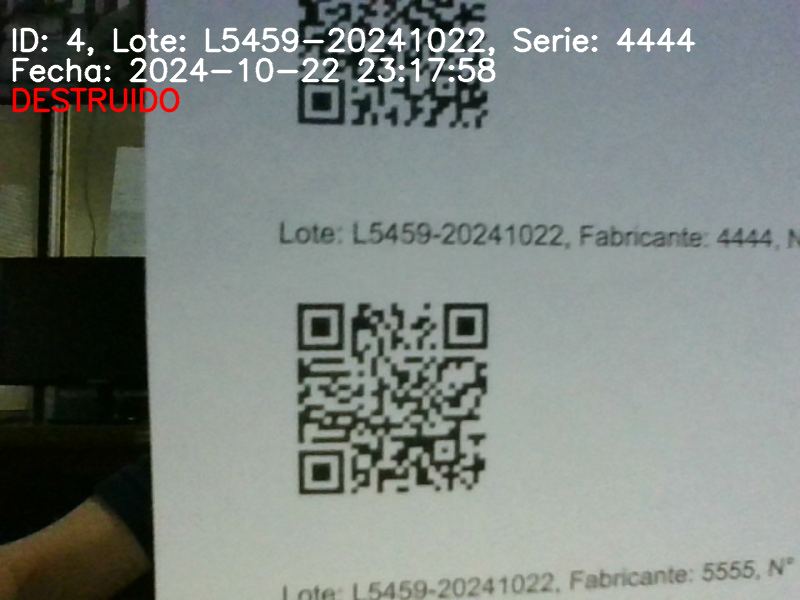 ID: 4, Lote: L5459-20241022, Serie: 4444
Fecha: 2024-10-22 23:17:58
DESTRUIDO
Lote: L5459-20241022, Fabricante: 4444, N
Lote: L5459-20241022, Fabricante: 5555, N°